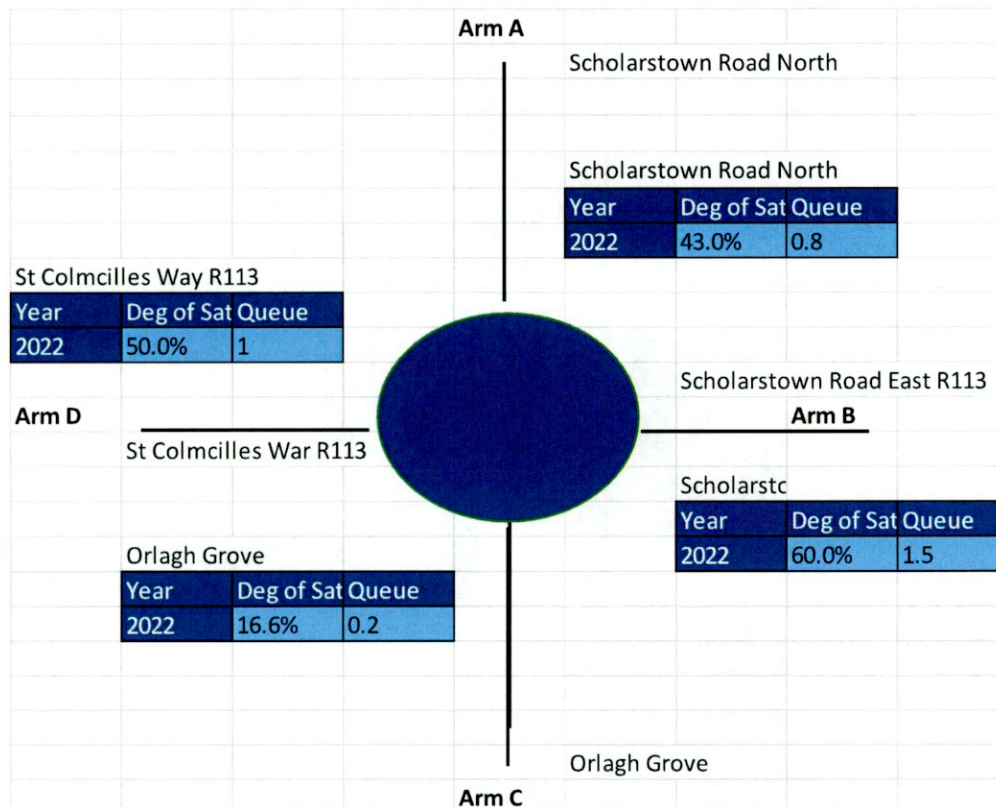 Arm A
Scholarstown Road North
Scholarstown Road North
Year Deg of Sat Queue
2022 43.0% 0.8
St Colmcilles Way R113
Year Deg of Sat Queue
2022 50.0% 1
Scholarstown Road East R113
Arm D
Arm B
St Colmcilles War R113
Scholarstc
Year Deg of Sat Queue
2022 60.0% 1.5
Orlagh Grove
Year Deg of Sat Queue
2022 16.6% 0.2
Orlagh Grove
Arm C